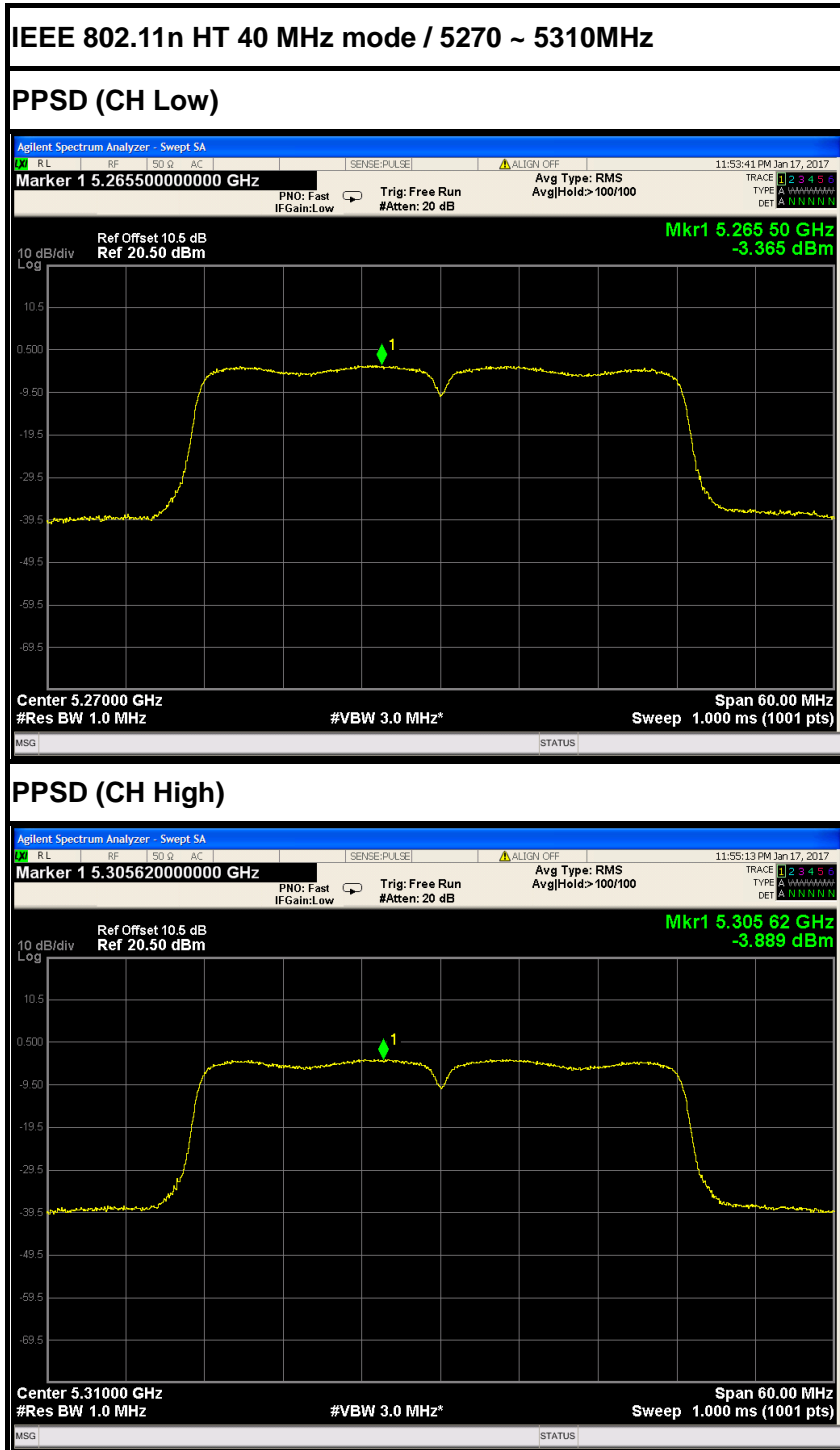 IEEE 802.11n HT 40 MHz mode / 5270 ~ 5310MHz
PPSD (CH Low)
Agilent Spectrum Analyzer - Swept SA
LXI RL RF 50 Ω AC SENSE:PULSE ALIGN OFF 11:53:41 PM Jan 17, 2017
Marker 1 5.265500000000 GHz
PNO: Fast
IFGain:Low
Trig: Free Run
#Atten: 20 dB
Avg Type: RMS
Avg|Hold:>100/100
TRACE 1 2 3 4 5 6
TYPE A WWWWW
DET A N N N N N
Mkr1 5.265 50 GHz
-3.365 dBm
Ref Offset 10.5 dB
10 dB/div Ref 20.50 dBm
Log
10.5
0.500
1
-9.50
-19.5
-29.5
-39.5
-49.5
-59.5
-69.5
Center 5.27000 GHz Span 60.00 MHz
#Res BW 1.0 MHz #VBW 3.0 MHz* Sweep 1.000 ms (1001 pts)
MSG STATUS
PPSD (CH High)
Agilent Spectrum Analyzer - Swept SA
LXI RL RF 50 Ω AC SENSE:PULSE ALIGN OFF 11:55:13 PM Jan 17, 2017
Marker 1 5.305620000000 GHz
PNO: Fast
IFGain:Low
Trig: Free Run
#Atten: 20 dB
Avg Type: RMS
Avg|Hold:>100/100
TRACE 1 2 3 4 5 6
TYPE A WWWWW
DET A N N N N N
Mkr1 5.305 62 GHz
-3.889 dBm
Ref Offset 10.5 dB
10 dB/div Ref 20.50 dBm
Log
10.5
0.500
1
-9.50
-19.5
-29.5
-39.5
-49.5
-59.5
-69.5
Center 5.31000 GHz Span 60.00 MHz
#Res BW 1.0 MHz #VBW 3.0 MHz* Sweep 1.000 ms (1001 pts)
MSG STATUS